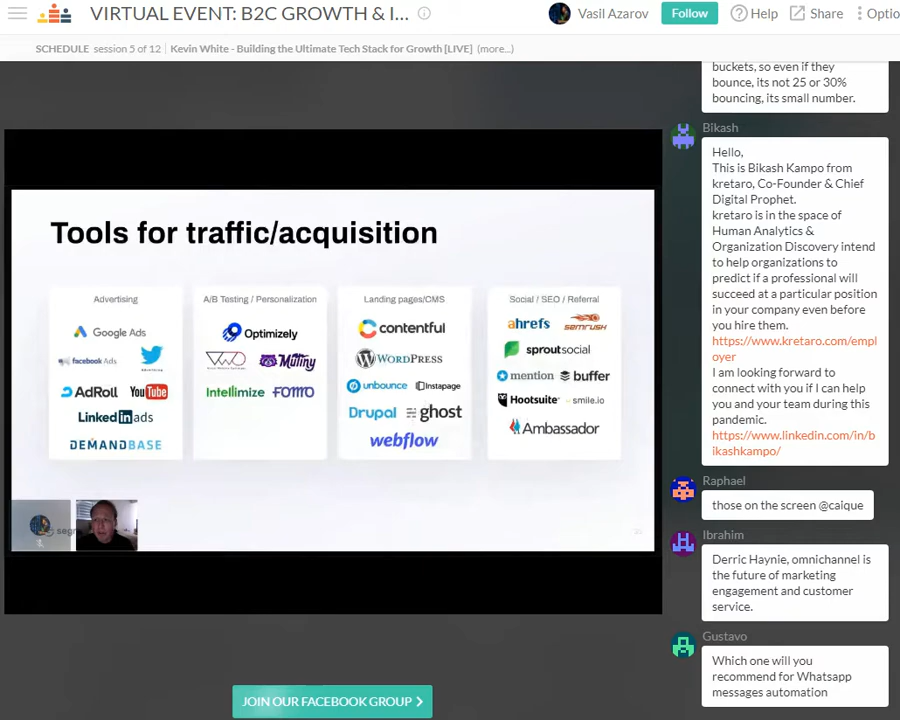 VIRTUAL EVENT: B2C GROWTH & I...
Vasil Azarov
Follow
Help
Share
Optio
SCHEDULE session 5 of 12 | Kevin White - Building the Ultimate Tech Stack for Growth [LIVE] (more...)
Tools for traffic/acquisition
Advertising
Google Ads
facebook Ads
AdRoll YouTube
Linkedin ads
DEMANDBASE
A/B Testing / Personalization
Optimizely
VWO Mutiny
Intellimize FOMO
Landing pages/CMS
contentful
WORDPRESS
unbounce Instapage
Drupal ghost
webflow
Social / SEO / Referral
ahrefs semrush
sproutsocial
mention buffer
Hootsuite smile.io
Ambassador
JOIN OUR FACEBOOK GROUP
buckets, so even if they
bounce, its not 25 or 30%
bouncing, its small number.
Bikash
Hello,
This is Bikash Kampo from
kretaro, Co-Founder & Chief
Digital Prophet.
kretaro is in the space of
Human Analytics &
Organization Discovery intend
to help organizations to
predict if a professional will
succeed at a particular position
in your company even before
you hire them.
https://www.kretaro.com/empl
oyer
I am looking forward to
connect with you if I can help
you and your team during this
pandemic.
https://www.linkedin.com/in/b
ikashkampo/
Raphael
those on the screen @caique
Ibrahim
Derric Haynie, omnichannel is
the future of marketing
engagement and customer
service.
Gustavo
Which one will you
recommend for Whatsapp
messages automation